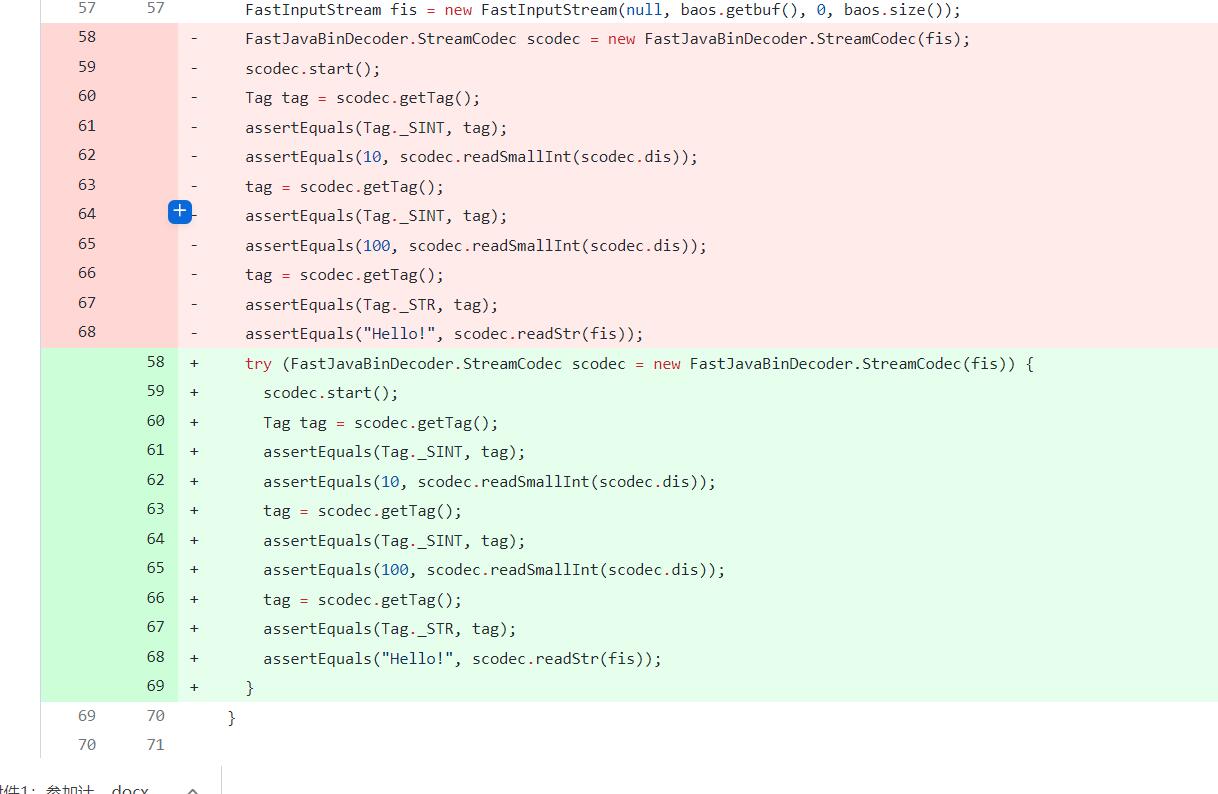 57 57 FastInputStream fis = new FastInputStream(null, baos.getbuf(), 0, baos.size());
58 - FastJavaBinDecoder.StreamCodec scodec = new FastJavaBinDecoder.StreamCodec(fis);
59 - scodec.start();
60 - Tag tag = scodec.getTag();
61 - assertEquals(Tag._SINT, tag);
62 - assertEquals(10, scodec.readSmallInt(scodec.dis));
63 - tag = scodec.getTag();
64 + - assertEquals(Tag._SINT, tag);
65 - assertEquals(100, scodec.readSmallInt(scodec.dis));
66 - tag = scodec.getTag();
67 - assertEquals(Tag._STR, tag);
68 - assertEquals("Hello!", scodec.readStr(fis));
58 + try (FastJavaBinDecoder.StreamCodec scodec = new FastJavaBinDecoder.StreamCodec(fis)) {
59 + scodec.start();
60 + Tag tag = scodec.getTag();
61 + assertEquals(Tag._SINT, tag);
62 + assertEquals(10, scodec.readSmallInt(scodec.dis));
63 + tag = scodec.getTag();
64 + assertEquals(Tag._SINT, tag);
65 + assertEquals(100, scodec.readSmallInt(scodec.dis));
66 + tag = scodec.getTag();
67 + assertEquals(Tag._STR, tag);
68 + assertEquals("Hello!", scodec.readStr(fis));
69 + }
69 70 }
70 71
件1：参加计....docx